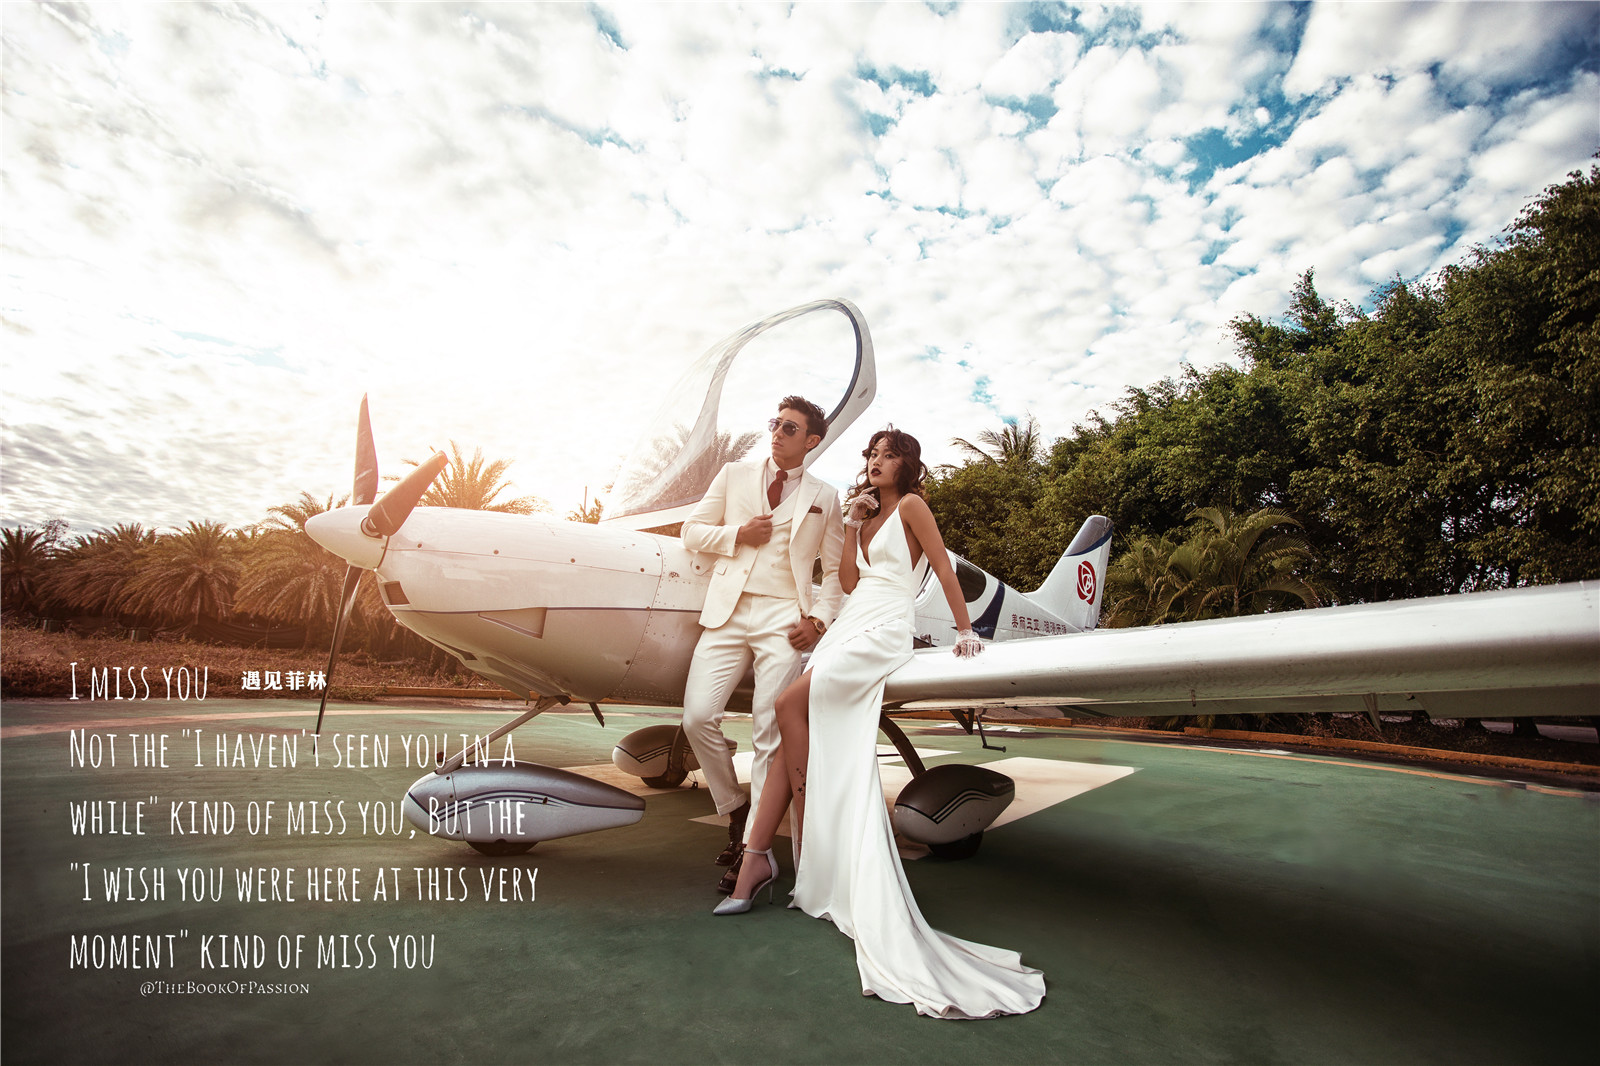 I miss you 遇见菲林
Not the "I haven't seen you in a
while" kind of miss you, But the
"I wish you were here at this very
moment" kind of miss you
@TheBookOfPassion